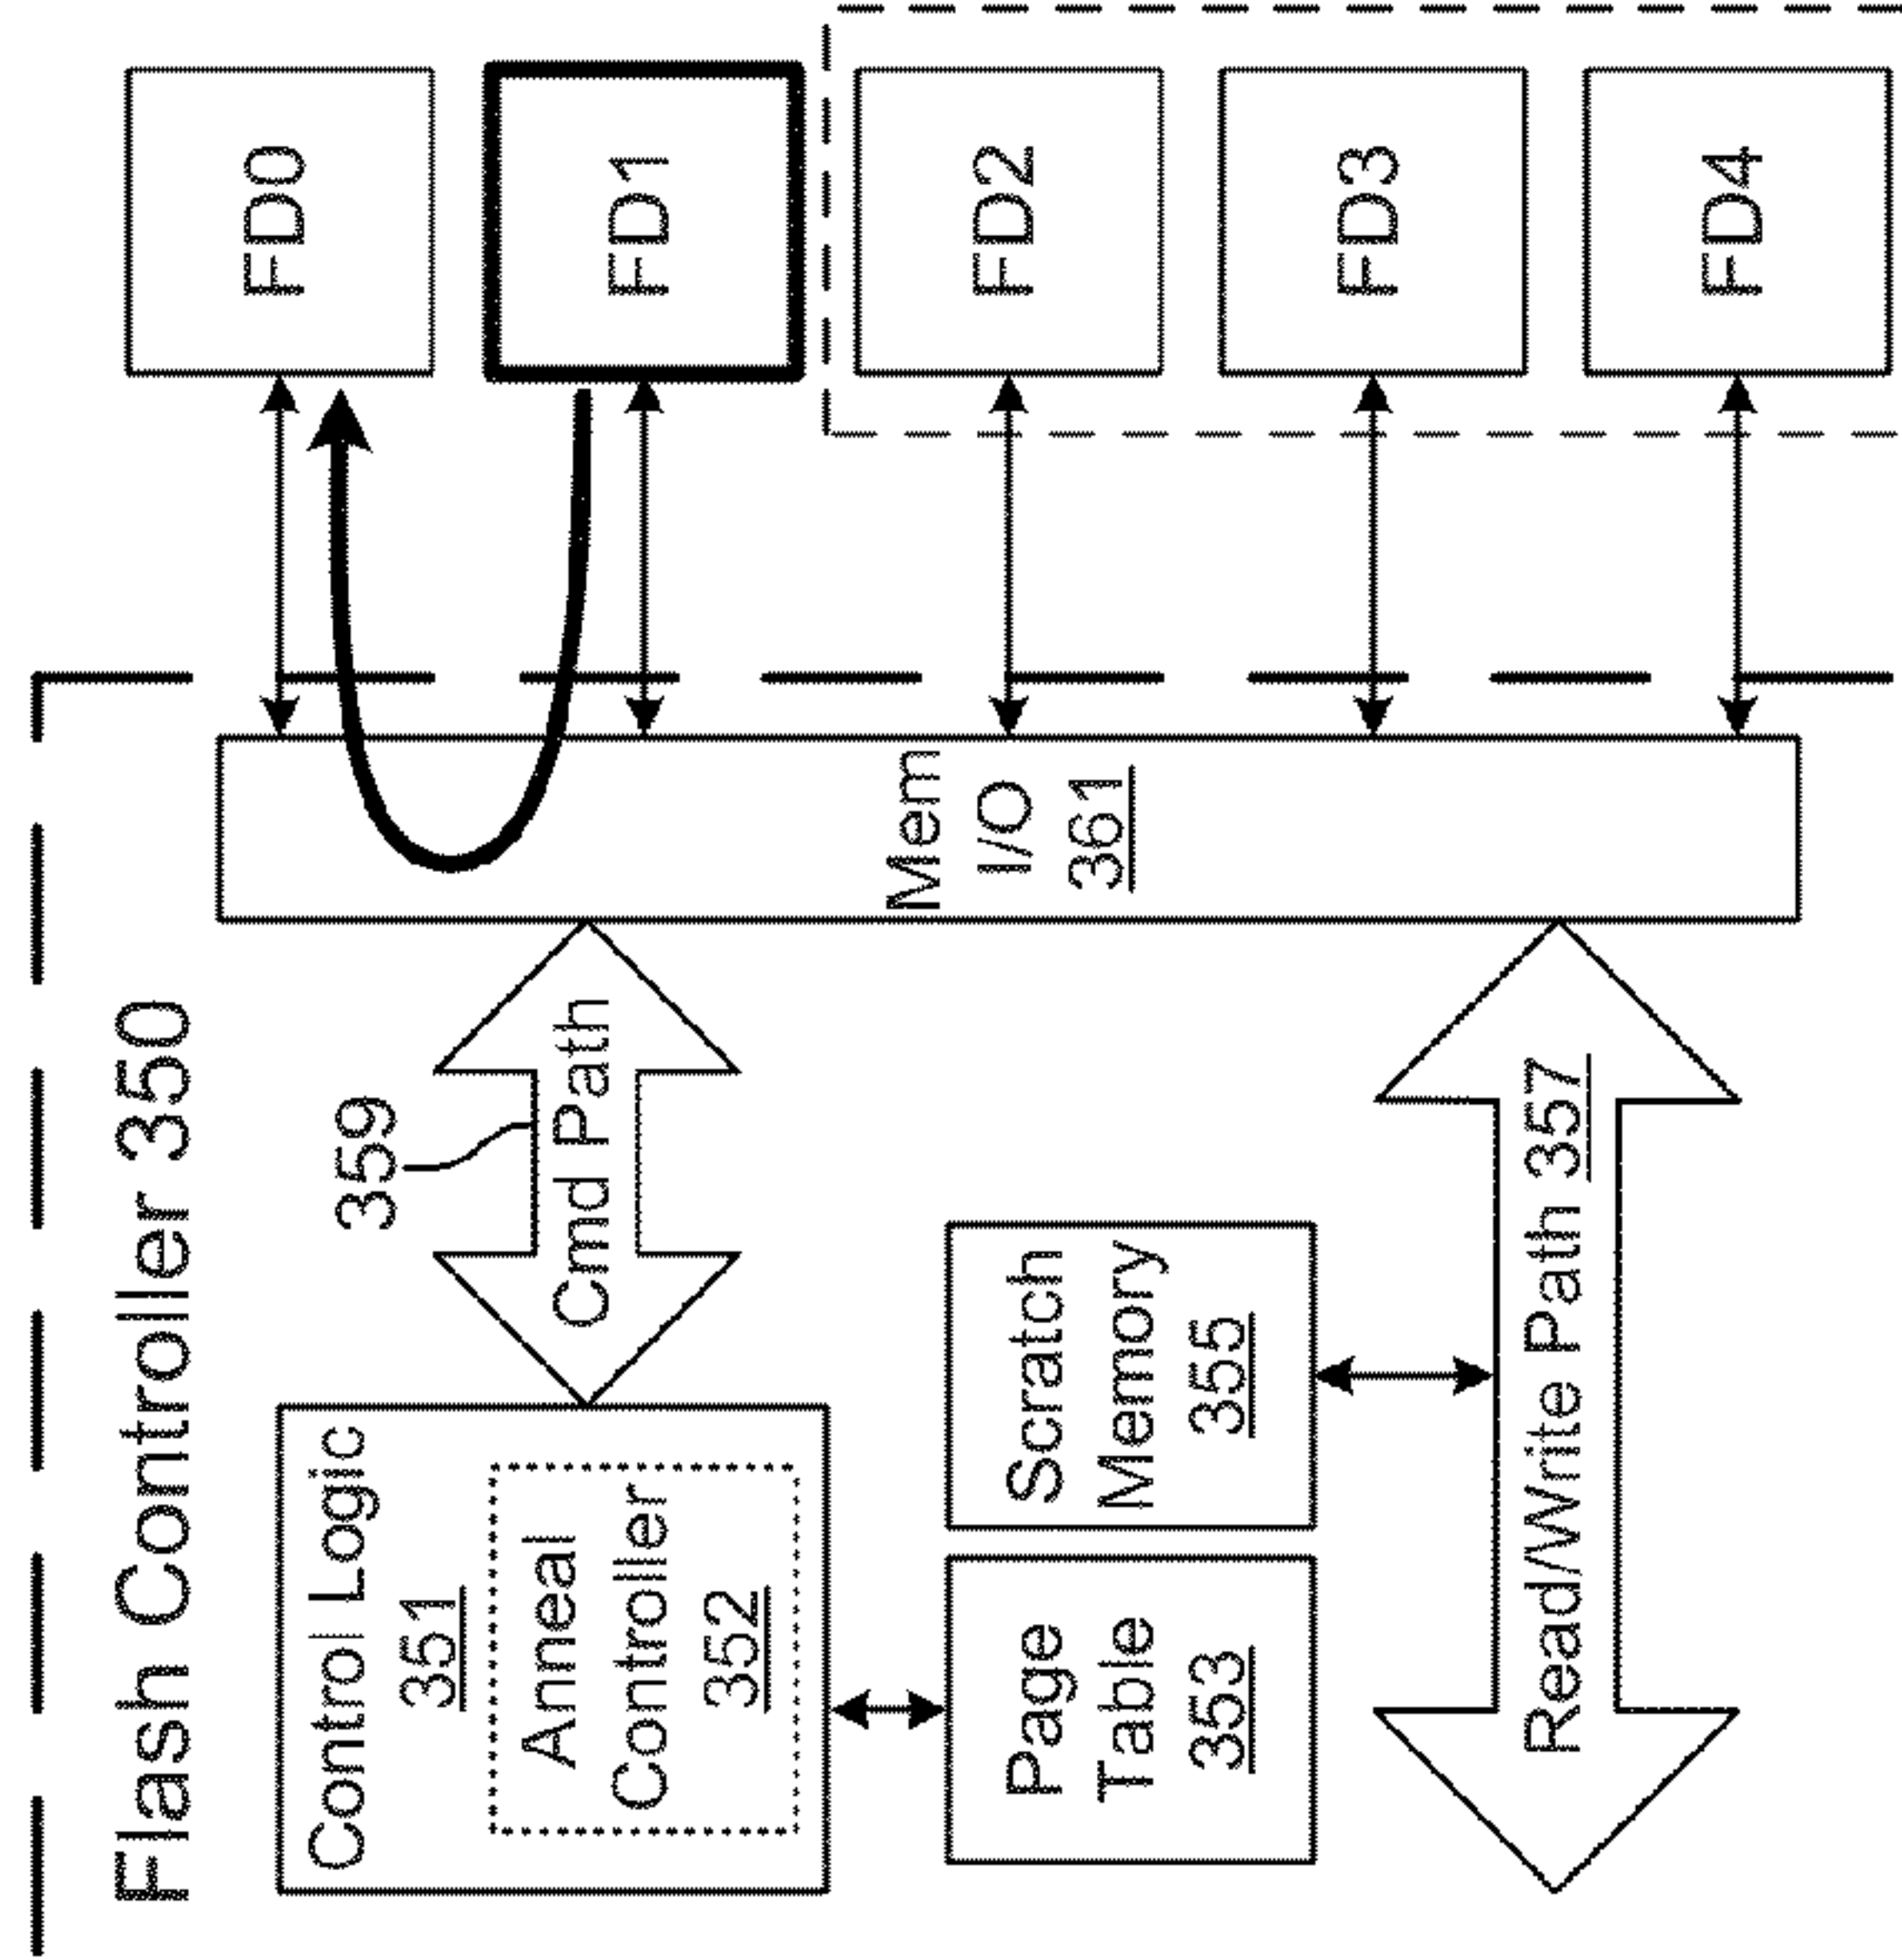 Flash Controller 350
Control Logic
351
Anneal
Controller
352
359
Cmd Path
Page
Table
353
Scratch
Memory
355
Read/Write Path 357
Mem
I/O
361
FD0
FD1
FD2
FD3
FD4